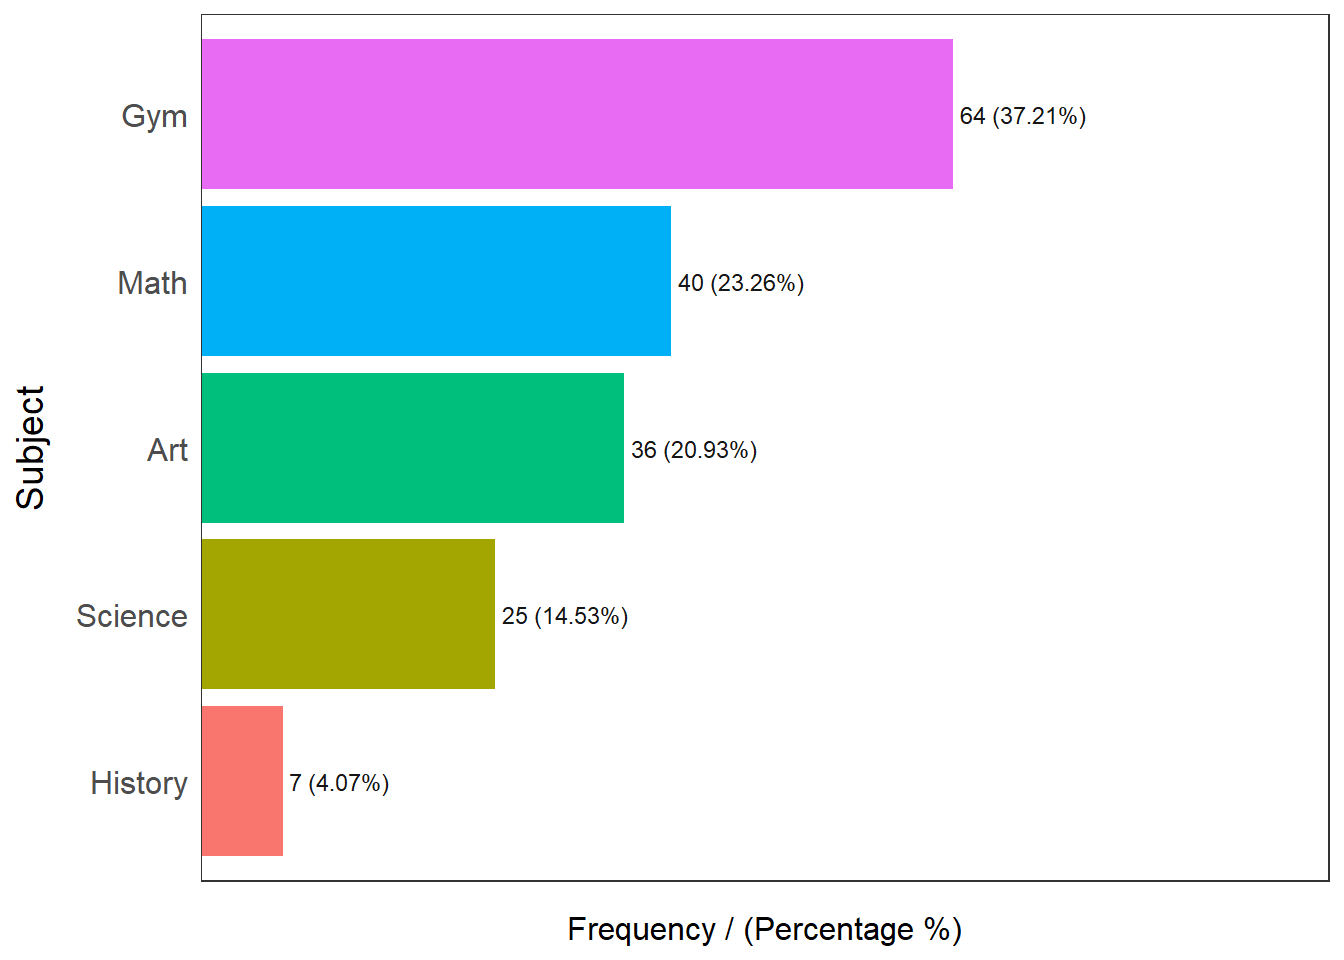 Gym
64 (37.21%)
Math
40 (23.26%)
Art
36 (20.93%)
Subject
Science
25 (14.53%)
History
7 (4.07%)
Frequency / (Percentage %)